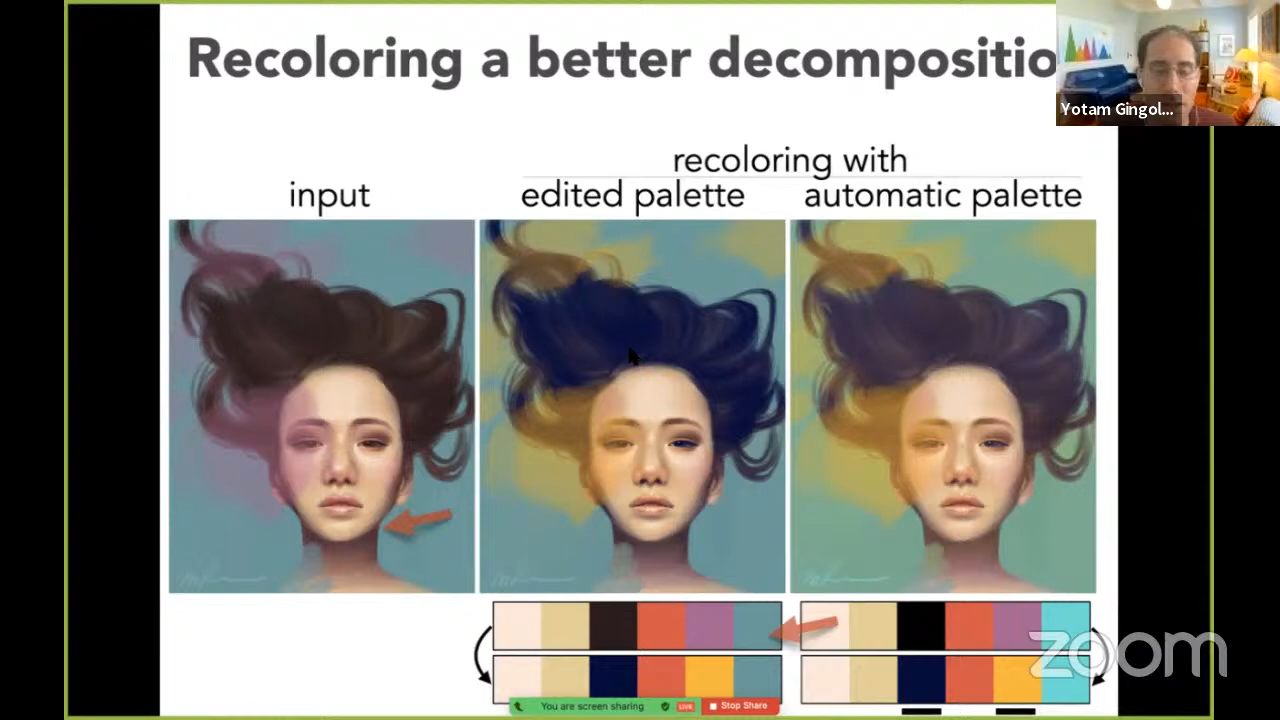 Recoloring a better decompositio
Yotam Gingol...
recoloring with
input
edited palette
automatic palette
zoom
You are screen sharing
LIVE
Stop Share